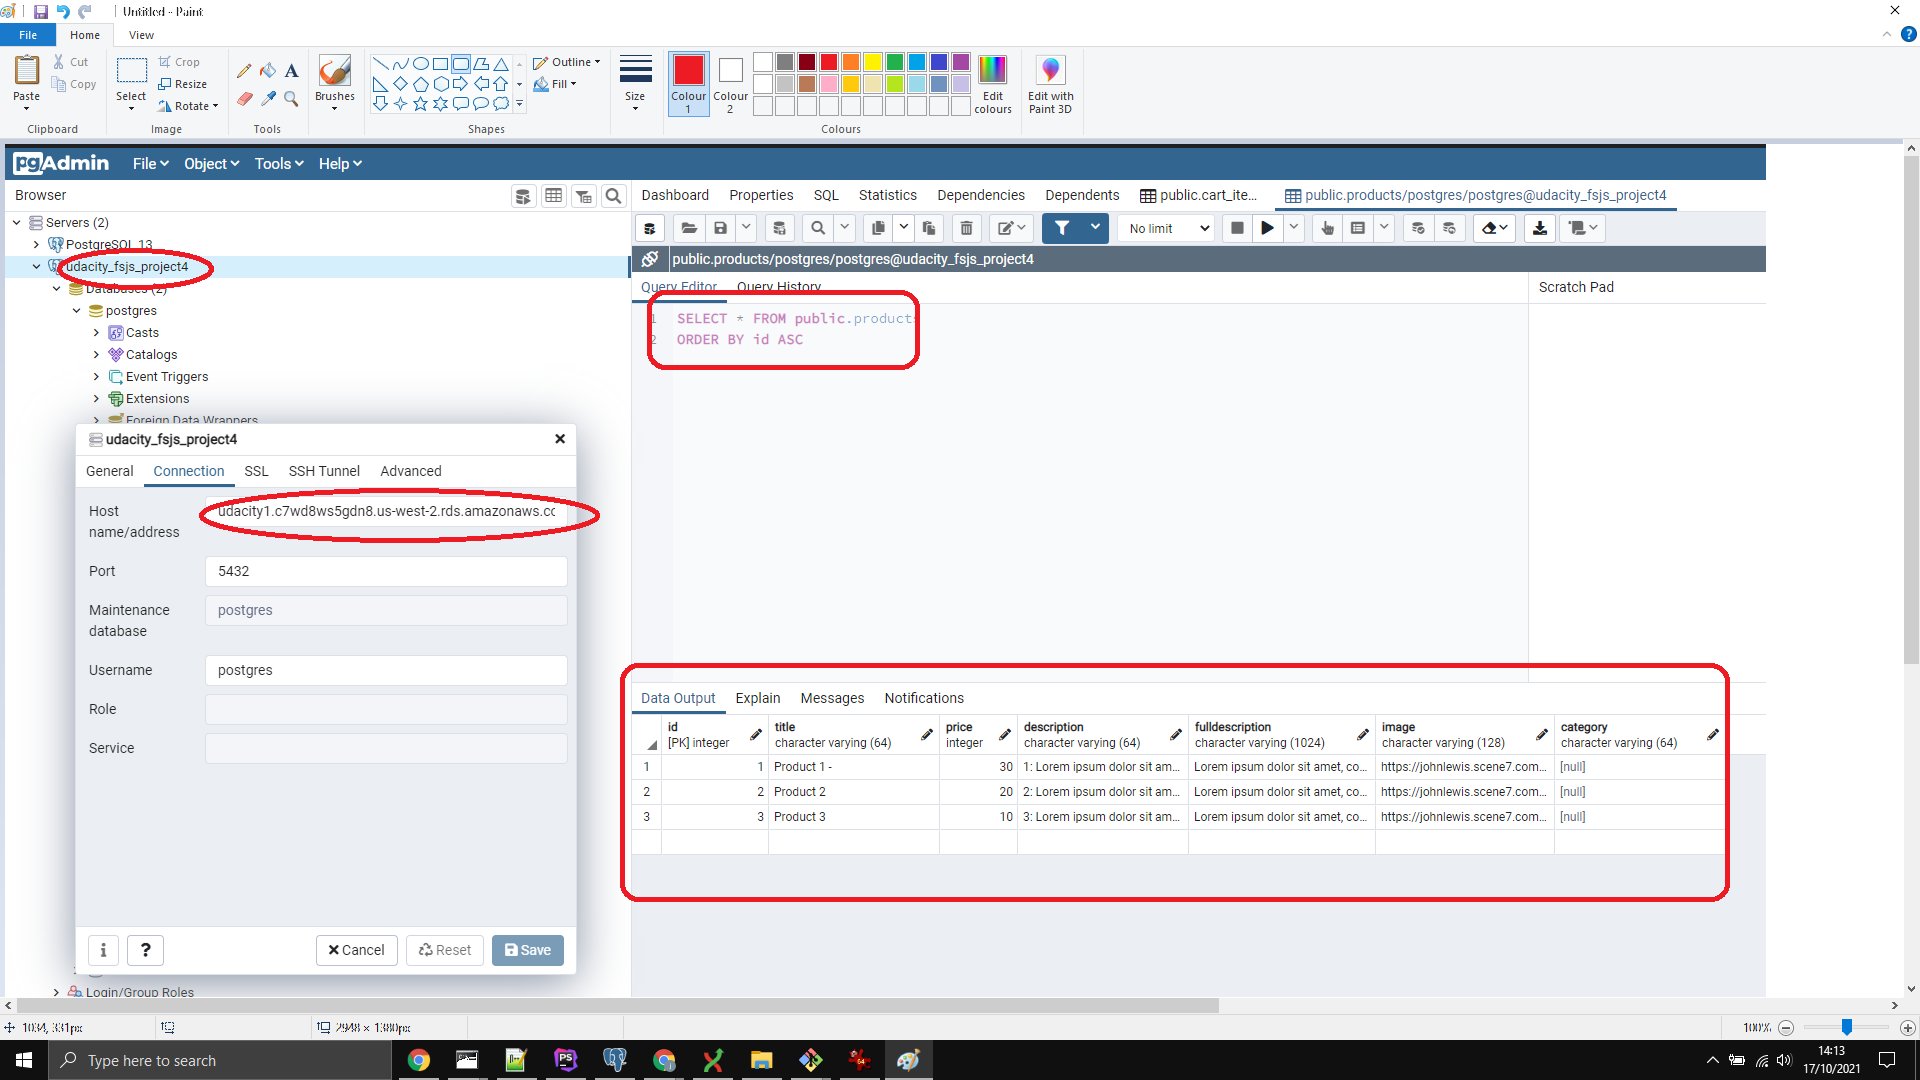 Untitled - Paint
File Home View
Paste
Cut
Copy
Clipboard
Select
Crop
Resize
Rotate
Image
Tools
Brushes
Outline
Fill
Shapes
Size
Colour 1
Colour 2
Edit colours
Edit with Paint 3D
Colours
pgAdmin File Object Tools Help
Browser
Dashboard Properties SQL Statistics Dependencies Dependents public.cart_ite... public.products/postgres/postgres@udacity_fsjs_project4
No limit
Servers (2)
PostgreSQL 13
udacity_fsjs_project4
Databases (2)
postgres
Casts
Catalogs
Event Triggers
Extensions
Foreign Data Wrappers
Login/Group Roles
public.products/postgres/postgres@udacity_fsjs_project4
Query Editor Query History Scratch Pad
1 SELECT * FROM public.products
2 ORDER BY id ASC
udacity_fsjs_project4
General Connection SSL SSH Tunnel Advanced
Host name/address udacity1.c7wd8ws5gdn8.us-west-2.rds.amazonaws.cc
Port 5432
Maintenance database postgres
Username postgres
Role
Service
i ? Cancel Reset Save
Data Output Explain Messages Notifications
id [PK] integer title character varying (64) price integer description character varying (64) fulldescription character varying (1024) image character varying (128) category character varying (64)
1 1 Product 1 - 30 1: Lorem ipsum dolor sit am... Lorem ipsum dolor sit amet, co... https://johnlewis.scene7.com... [null]
2 2 Product 2 20 2: Lorem ipsum dolor sit am... Lorem ipsum dolor sit amet, co... https://johnlewis.scene7.com... [null]
3 3 Product 3 10 3: Lorem ipsum dolor sit am... Lorem ipsum dolor sit amet, co... https://johnlewis.scene7.com... [null]
1034, 331px 2948 × 1380px 100%
Type here to search
14:13
17/10/2021